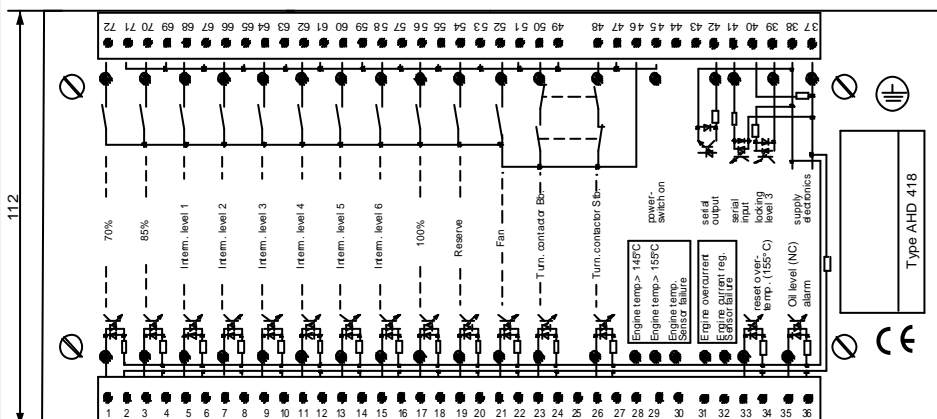 72 71 70 69 68 67 66 65 64 63 62 61 60 59 58 57 56 55 54 53 52 51 50 49 48 47 46 45 44 43 42 41 40 39 38 37
112
70%
85%
Interm. level 1
Interm. level 2
Interm. level 3
Interm. level 4
Interm. level 5
Interm. level 6
100%
Reserve
Fan
Turn. contactor Bb.
Turn. contactor Stb.
power-
switch on
serial
output
serial
input
locking
level 3
supply
electronics
Engine temp.> 145°C
Engine temp.> 155°C
Engine temp.
Sensor failure
Engine overcurrent
Engine current reg.
Sensor failure
reset over-
temp. (155°C)
Oil level (NC)
alarm
Type AHD 418
CE
1 2 3 4 5 6 7 8 9 10 11 12 13 14 15 16 17 18 19 20 21 22 23 24 25 26 27 28 29 30 31 32 33 34 35 36